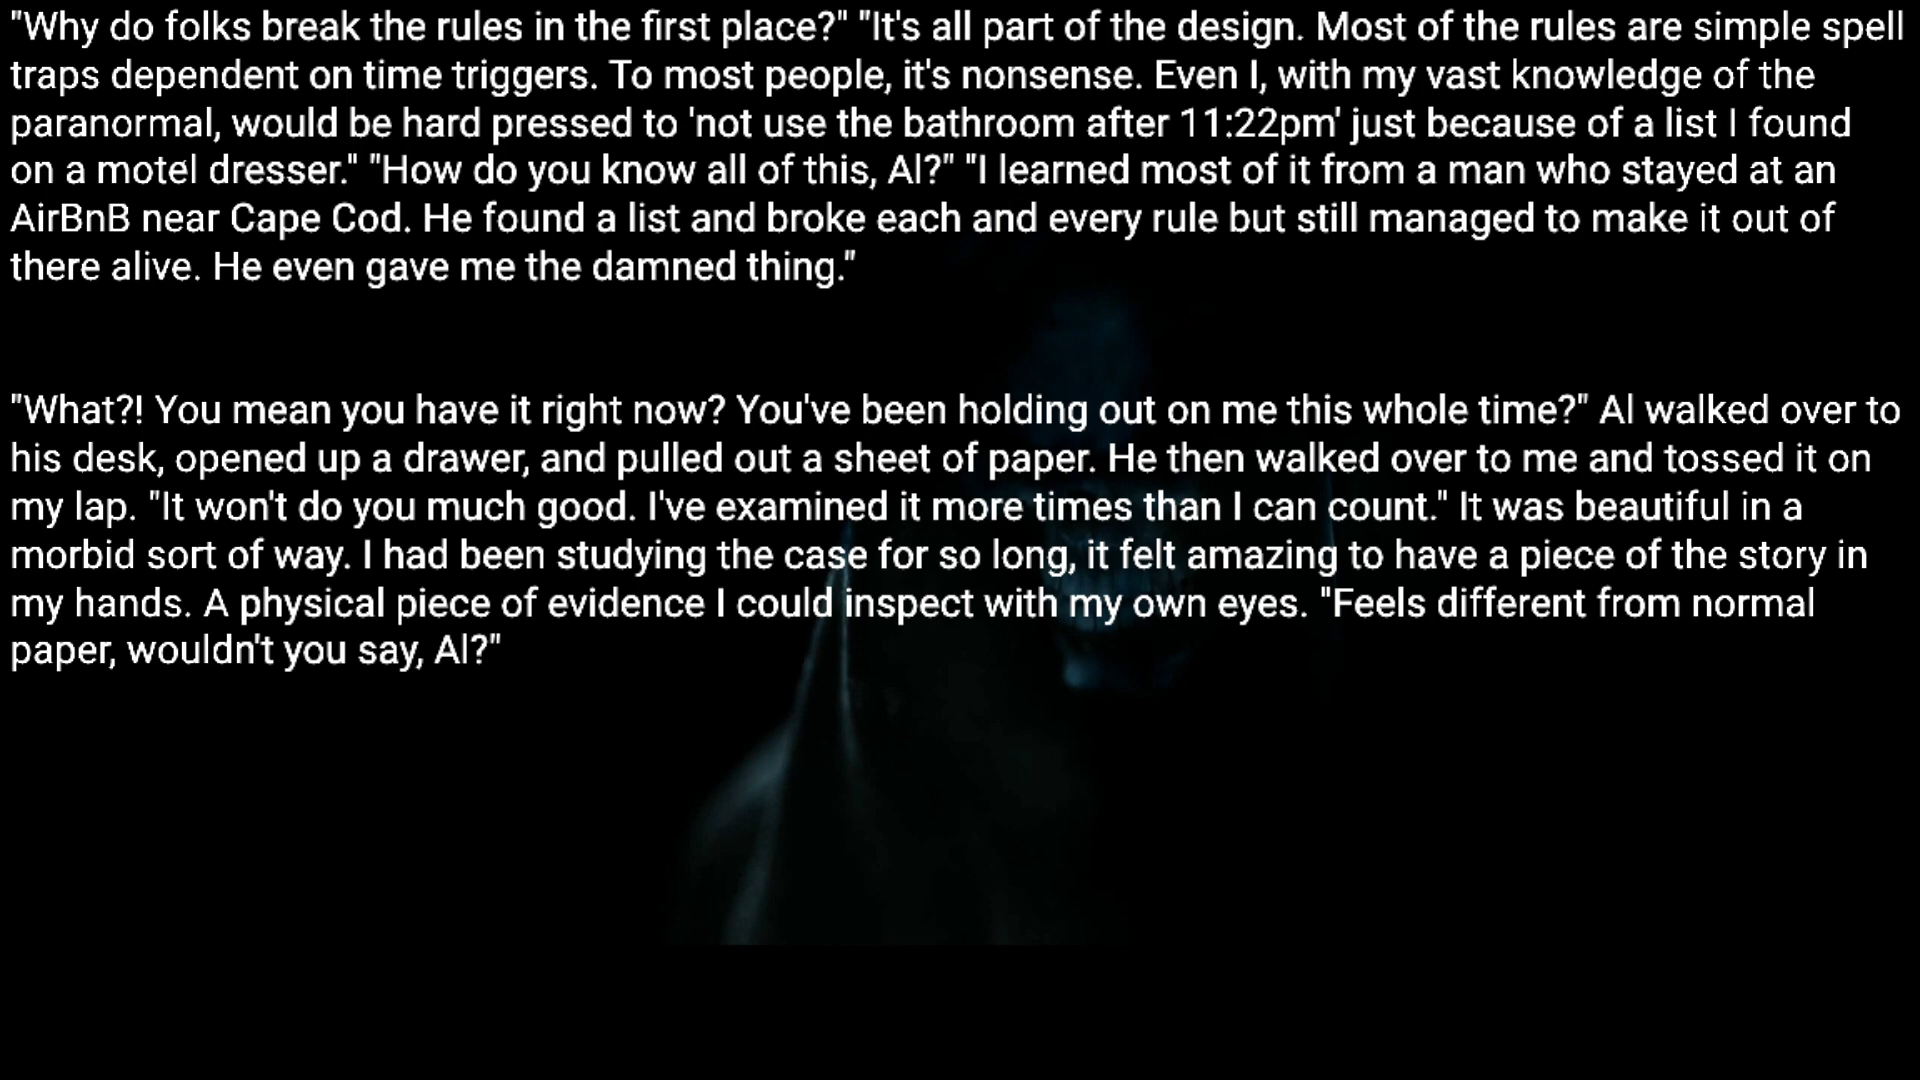 "Why do folks break the rules in the first place?" "It's all part of the design. Most of the rules are simple spell
traps dependent on time triggers. To most people, it's nonsense. Even I, with my vast knowledge of the
paranormal, would be hard pressed to 'not use the bathroom after 11:22pm' just because of a list I found
on a motel dresser." "How do you know all of this, Al?" "I learned most of it from a man who stayed at an
AirBnB near Cape Cod. He found a list and broke each and every rule but still managed to make it out of
there alive. He even gave me the damned thing."
"What?! You mean you have it right now? You've been holding out on me this whole time?" Al walked over to
his desk, opened up a drawer, and pulled out a sheet of paper. He then walked over to me and tossed it on
my lap. "It won't do you much good. I've examined it more times than I can count." It was beautiful in a
morbid sort of way. I had been studying the case for so long, it felt amazing to have a piece of the story in
my hands. A physical piece of evidence I could inspect with my own eyes. "Feels different from normal
paper, wouldn't you say, Al?"